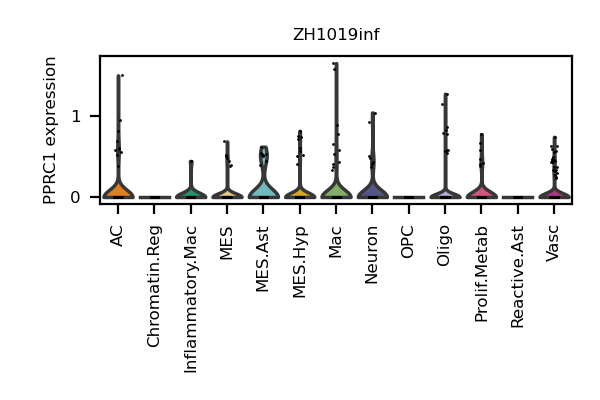 ZH1019inf
PPRC1 expression
1
0
AC
Chromatin.Reg
Inflammatory.Mac
MES
MES.Ast
MES.Hyp
Mac
Neuron
OPC
Oligo
Prolif.Metab
Reactive.Ast
Vasc